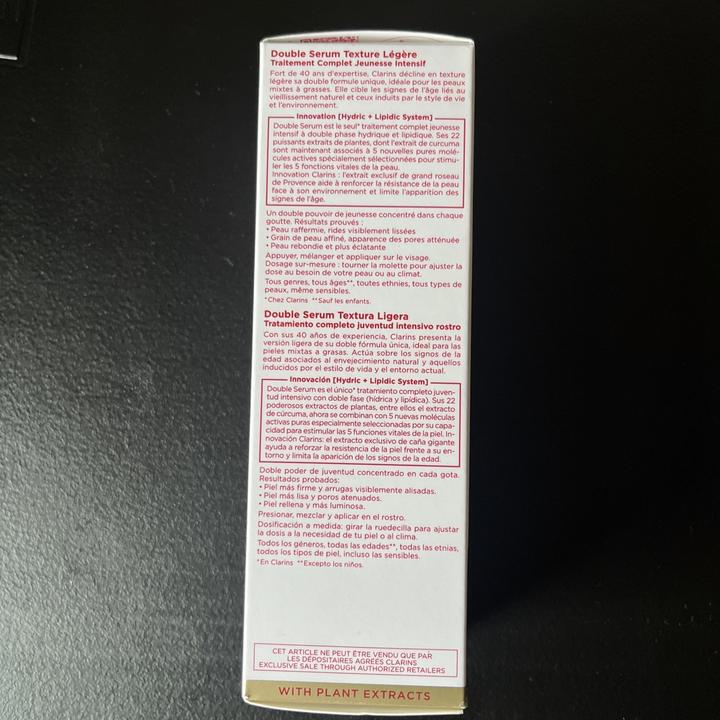 Double Serum Texture Légère
Traitement Complet Jeunesse Intensif
Fort de 40 ans d'expertise, Clarins décline en texture
légère sa double formule unique, idéale pour les peaux
mixtes à grasses. Elle cible les signes de l'âge liés au
vieillissement naturel et ceux induits par le style de vie
et l'environnement.
Innovation [Hydric + Lipidic System]
Double Serum est le seul* traitement complet jeunesse
intensif à double phase hydrique et lipidique. Ses 22
puissants extraits de plantes, dont l'extrait de curcuma
sont maintenant associés à 5 nouvelles pures molé-
cules actives spécialement sélectionnées pour stimu-
ler les 5 fonctions vitales de la peau.
Innovation Clarins : l'extrait exclusif de grand roseau
de Provence aide à renforcer la résistance de la peau
face à son environnement et limite l'apparition des
signes de l'âge.
Un double pouvoir de jeunesse concentré dans chaque
goutte. Résultats prouvés :
• Peau raffermie, rides visiblement lissées
• Grain de peau affiné, apparence des pores atténuée
• Peau rebondie et plus éclatante
Appuyer, mélanger et appliquer sur le visage.
Dosage sur-mesure : tourner la molette pour ajuster la
dose au besoin de votre peau ou au climat.
Tous genres, tous âges**, toutes ethnies, tous types de
peaux, même sensibles.
*Chez Clarins **Sauf les enfants.
Double Serum Textura Ligera
Tratamiento completo juventud intensivo rostro
Con sus 40 años de experiencia, Clarins presenta la
versión ligera de su doble fórmula única, ideal para las
pieles mixtas a grasas. Actúa sobre los signos de la
edad asociados al envejecimiento natural y aquellos
inducidos por el estilo de vida y el entorno actual.
Innovación [Hydric + Lipidic System]
Double Serum es el único* tratamiento completo juven-
tud intensivo con doble fase (hídrica y lipídica). Sus 22
poderosos extractos de plantas, entre ellos el extracto
de cúrcuma, ahora se combinan con 5 nuevas moléculas
activas puras especialmente seleccionadas por su capa-
cidad para estimular las 5 funciones vitales de la piel. In-
novación Clarins: el extracto exclusivo de caña gigante
ayuda a reforzar la resistencia de la piel frente a su en-
torno y limita la aparición de los signos de la edad.
Doble poder de juventud concentrado en cada gota.
Resultados probados:
• Piel más firme y arrugas visiblemente alisadas.
• Piel más lisa y poros atenuados.
• Piel rellena y más luminosa.
Presionar, mezclar y aplicar en el rostro.
Dosificación a medida: girar la ruedecilla para ajustar
la dosis a la necesidad de tu piel o al clima.
Todos los géneros, todas las edades**, todas las etnias,
todos los tipos de piel, incluso las sensibles.
*En Clarins **Excepto los niños.
CET ARTICLE NE PEUT ÊTRE VENDU QUE PAR
LES DÉPOSITAIRES AGRÉÉS CLARINS
EXCLUSIVE SALE THROUGH AUTHORIZED RETAILERS
WITH PLANT EXTRACTS